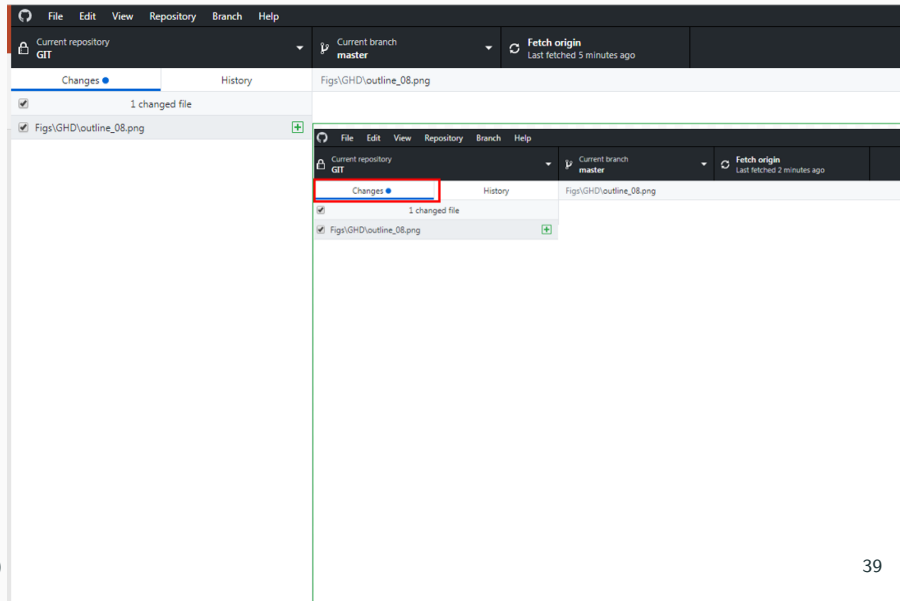 File Edit View Repository Branch Help
Current repository
GIT
Current branch
master
Fetch origin
Last fetched 5 minutes ago
Changes History
Figs\GHD\outline_08.png
1 changed file
Figs\GHD\outline_08.png
File Edit View Repository Branch Help
Current repository
GIT
Current branch
master
Fetch origin
Last fetched 2 minutes ago
Changes History
Figs\GHD\outline_08.png
1 changed file
Figs\GHD\outline_08.png
39